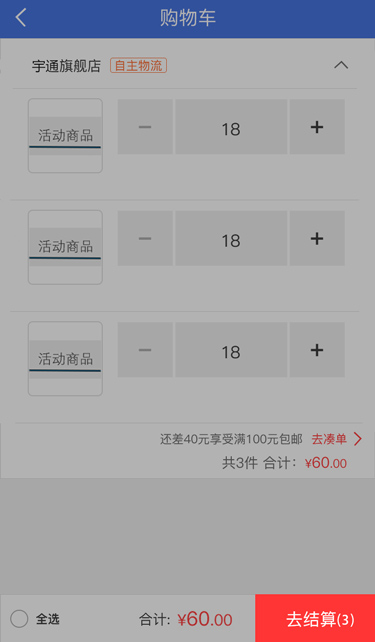 购物车
宇通旗舰店 自主物流
活动商品 − 18 +
活动商品 − 18 +
活动商品 − 18 +
还差40元享受满100元包邮 去凑单
共3件 合计：¥60.00
全选 合计: ¥60.00 去结算(3)